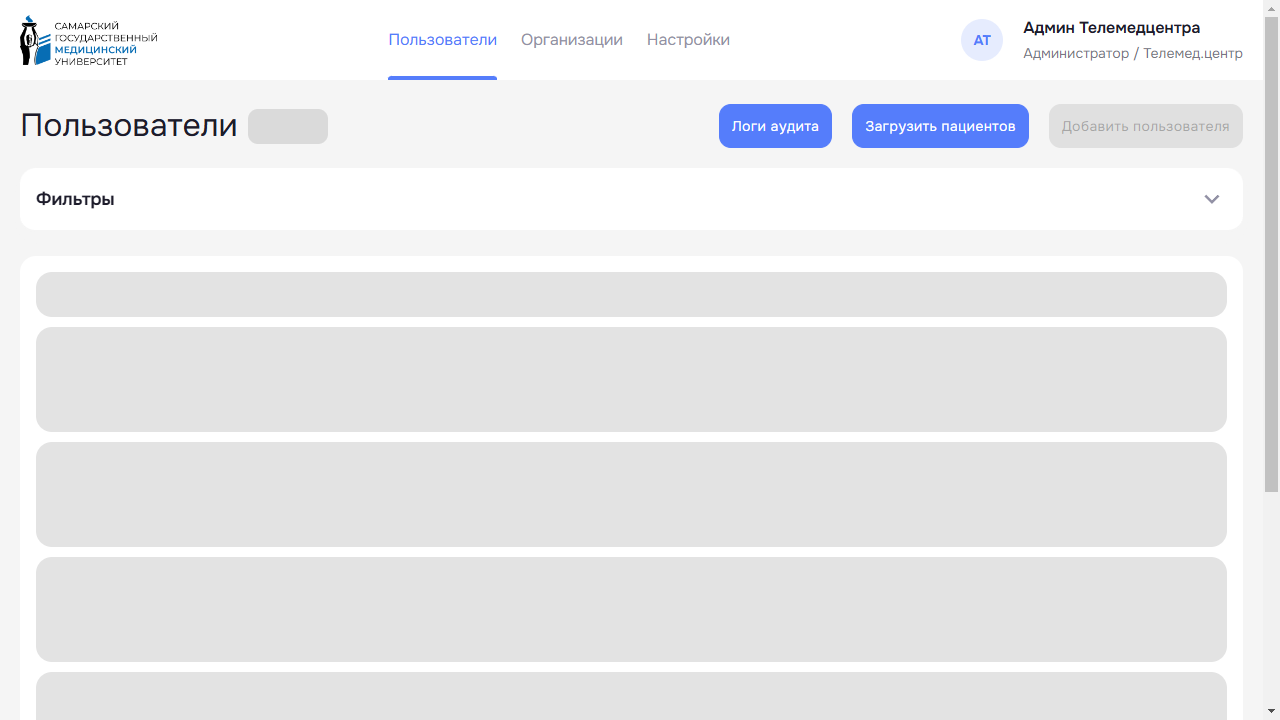 САМАРСКИЙ
ГОСУДАРСТВЕННЫЙ
МЕДИЦИНСКИЙ
УНИВЕРСИТЕТ
Пользователи
Организации
Настройки
АТ
Админ Телемедцентра
Администратор / Телемед.центр
Пользователи
Логи аудита
Загрузить пациентов
Добавить пользователя
Фильтры